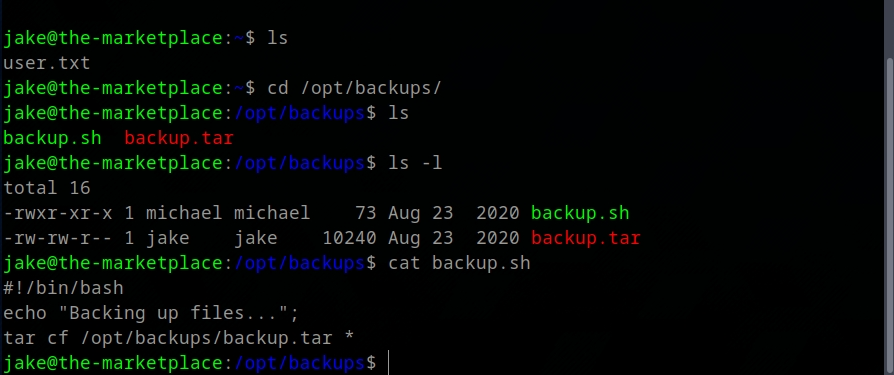 jake@the-marketplace:~$ ls
user.txt
jake@the-marketplace:~$ cd /opt/backups/
jake@the-marketplace:/opt/backups$ ls
backup.sh  backup.tar
jake@the-marketplace:/opt/backups$ ls -l
total 16
-rwxr-xr-x 1 michael michael    73 Aug 23  2020 backup.sh
-rw-rw-r-- 1 jake    jake    10240 Aug 23  2020 backup.tar
jake@the-marketplace:/opt/backups$ cat backup.sh
#!/bin/bash
echo "Backing up files...";
tar cf /opt/backups/backup.tar *
jake@the-marketplace:/opt/backups$